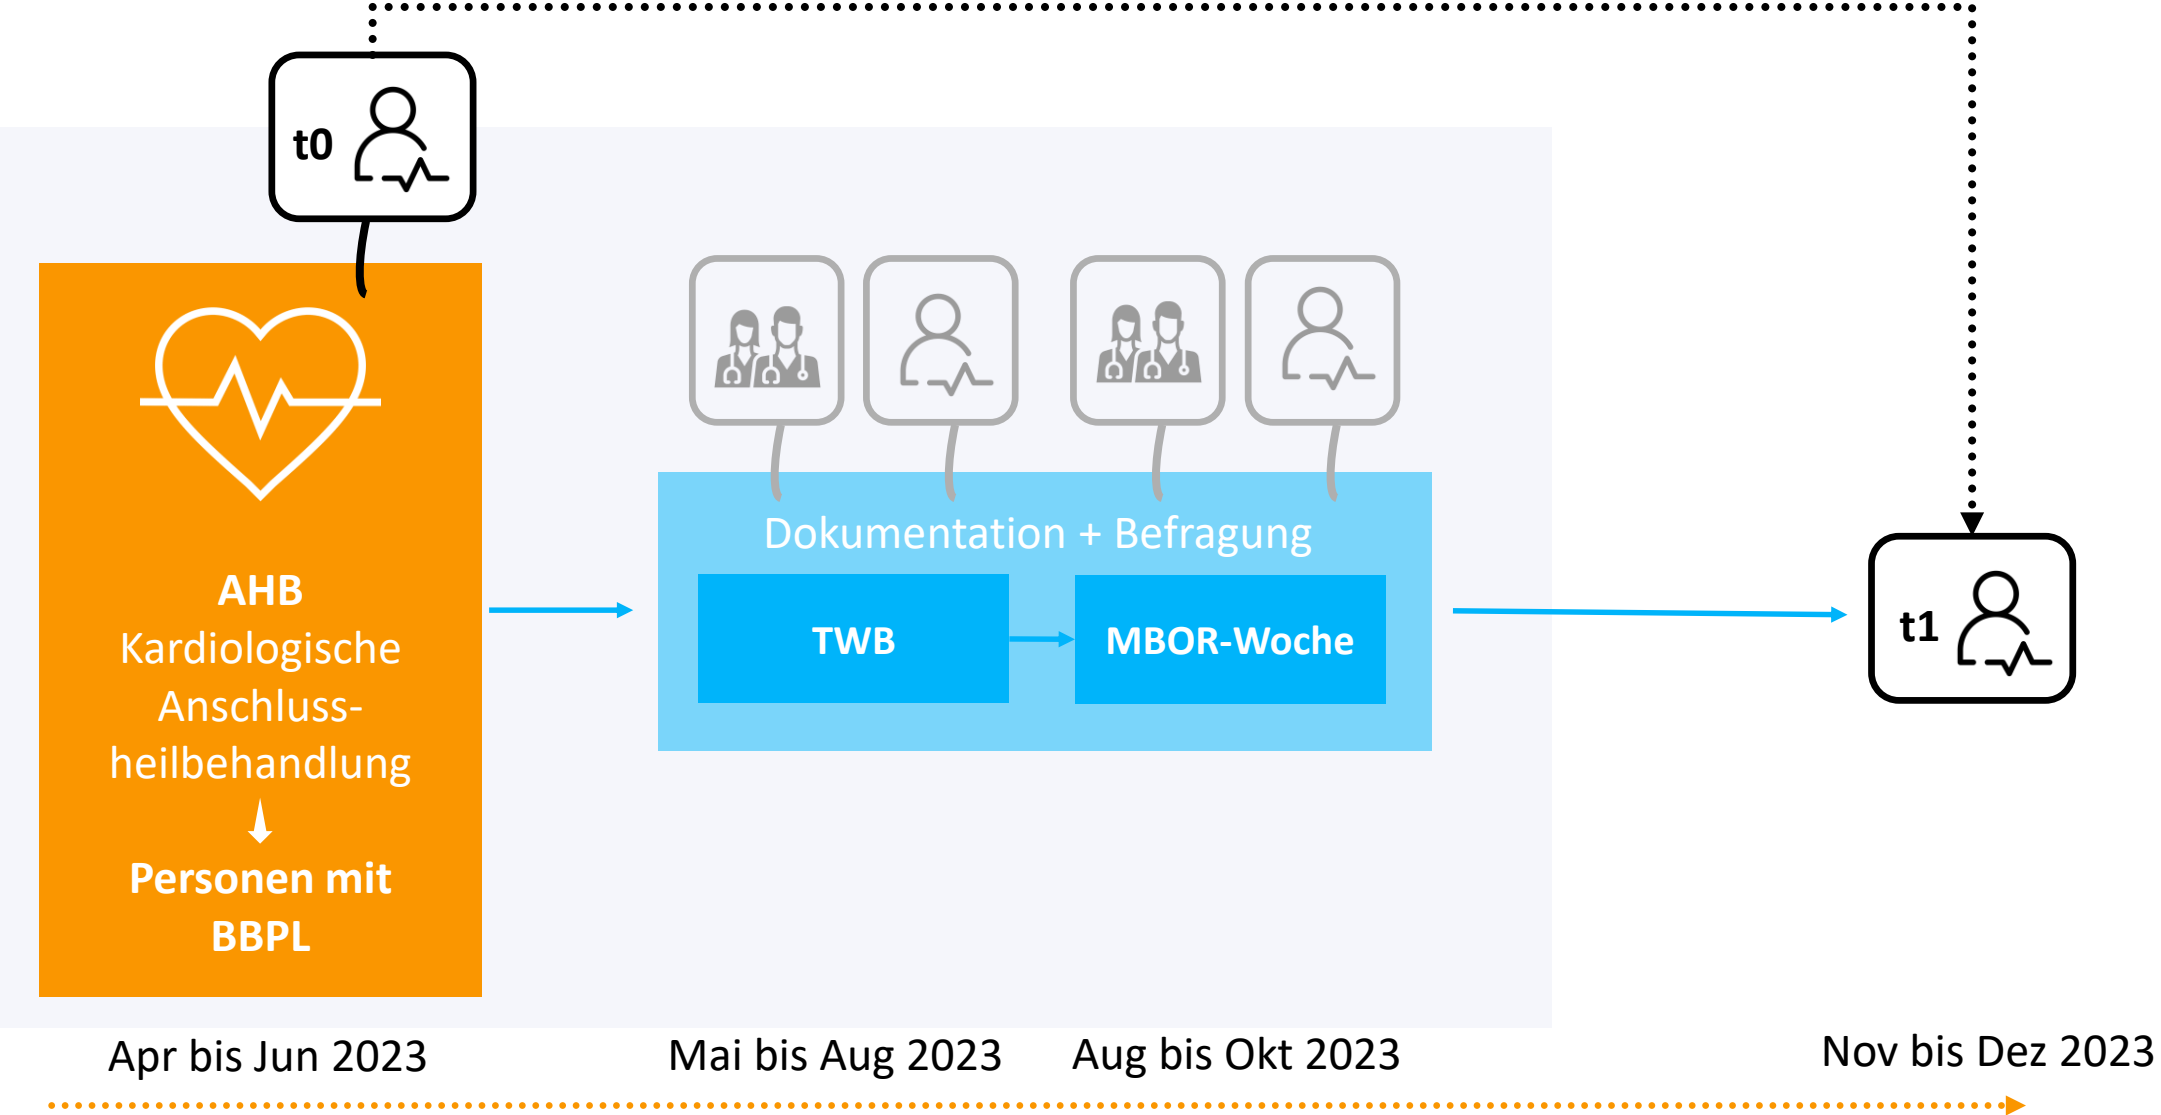 t0
AHB
Kardiologische
Anschluss-
heilbehandlung
Personen mit
BBPL
Dokumentation + Befragung
TWB
MBOR-Woche
t1
Apr bis Jun 2023
Mai bis Aug 2023
Aug bis Okt 2023
Nov bis Dez 2023